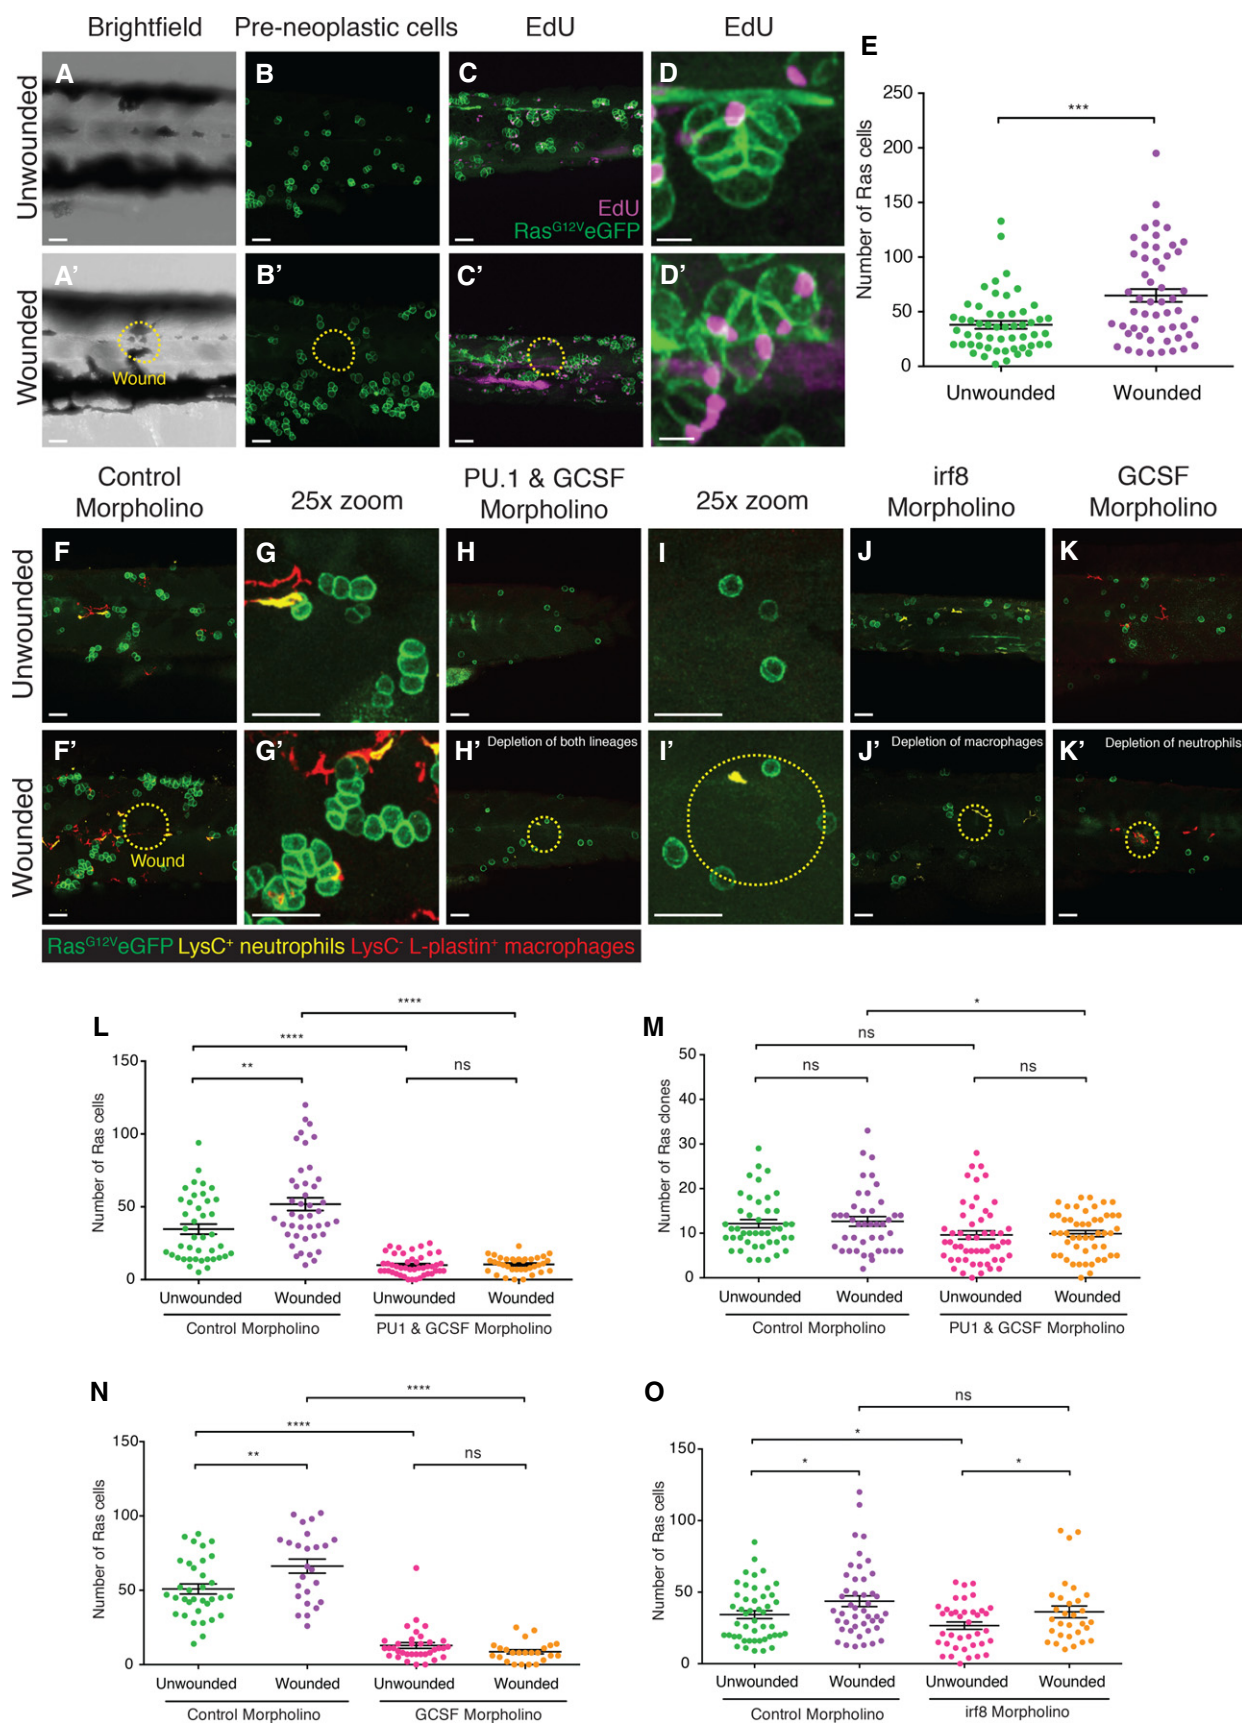 Brightfield Pre-neoplastic cells EdU EdU
Unwounded
A B C D
EdU
RasG12VeGFP
Wounded
A' B' C' D'
Wound
E
***
Number of Ras cells
250
200
150
100
50
0
Unwounded Wounded
Control Morpholino
25x zoom
PU.1 & GCSF Morpholino
25x zoom
irf8 Morpholino
GCSF Morpholino
Unwounded
F G H I J K
Wounded
F' G' H' I' J' K'
Depletion of both lineages
Depletion of macrophages
Depletion of neutrophils
Wound
RasG12VeGFP LysC+ neutrophils LysC- L-plastin+ macrophages
L
****
****
** ns
Number of Ras cells
150
100
50
0
Unwounded Wounded Unwounded Wounded
Control Morpholino PU1 & GCSF Morpholino
M
*
ns
ns ns
Number of Ras clones
50
40
30
20
10
0
Unwounded Wounded Unwounded Wounded
Control Morpholino PU1 & GCSF Morpholino
N
****
****
** ns
Number of Ras cells
150
100
50
0
Unwounded Wounded Unwounded Wounded
Control Morpholino GCSF Morpholino
O
ns
*
* *
Number of Ras cells
150
100
50
0
Unwounded Wounded Unwounded Wounded
Control Morpholino irf8 Morpholino